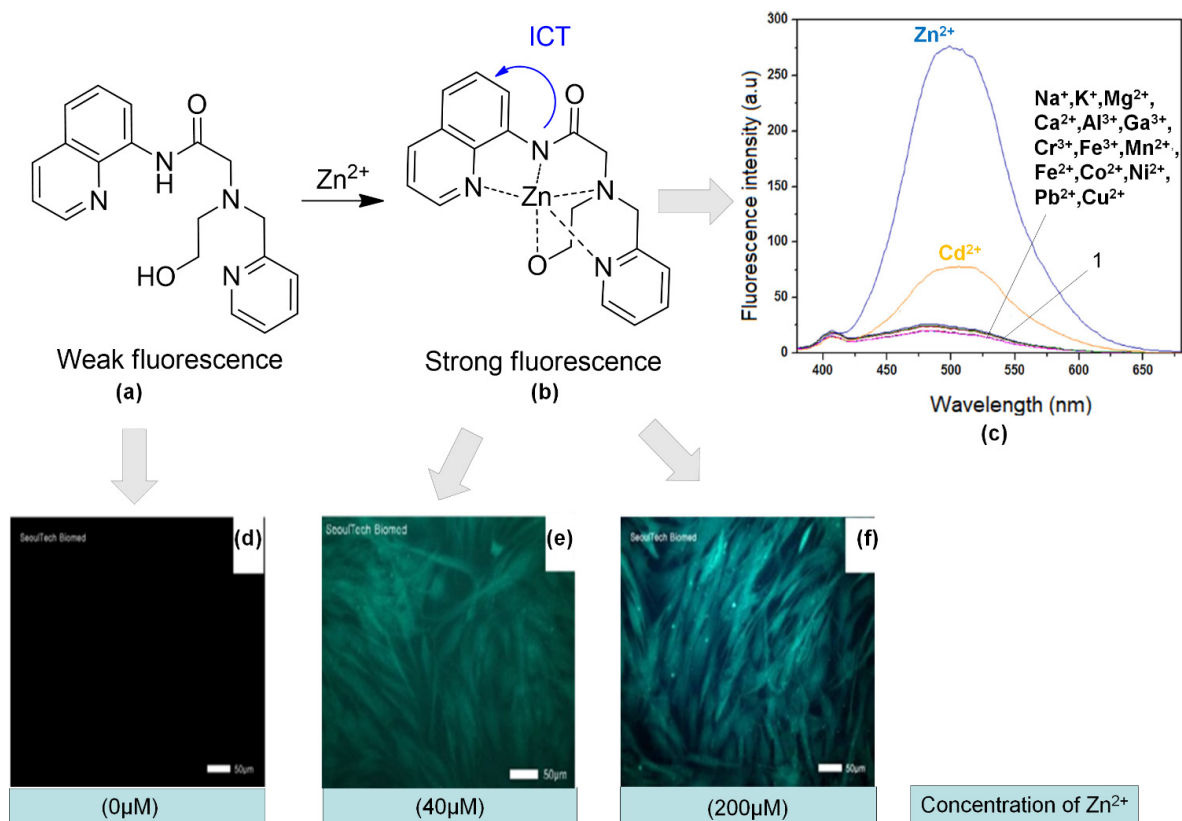 ICT
O
N
H
N
N
HO
N
Weak fluorescence
(a)
Zn²⁺
O
N
N
Zn
N
O
N
Strong fluorescence
(b)
300
250
200
150
100
50
0
Fluorescence intensity (a.u)
Zn²⁺
Cd²⁺
Na⁺,K⁺,Mg²⁺,
Ca²⁺,Al³⁺,Ga³⁺,
Cr³⁺,Fe³⁺,Mn²⁺,
Fe²⁺,Co²⁺,Ni²⁺,
Pb²⁺,Cu²⁺
1
400 450 500 550 600 650
Wavelength (nm)
(c)
SeoulTech Biomed
(d)
50µm
(0µM)
SeoulTech Biomed
(e)
50µm
(40µM)
SeoulTech Biomed
(f)
50µm
(200µM)
Concentration of Zn²⁺